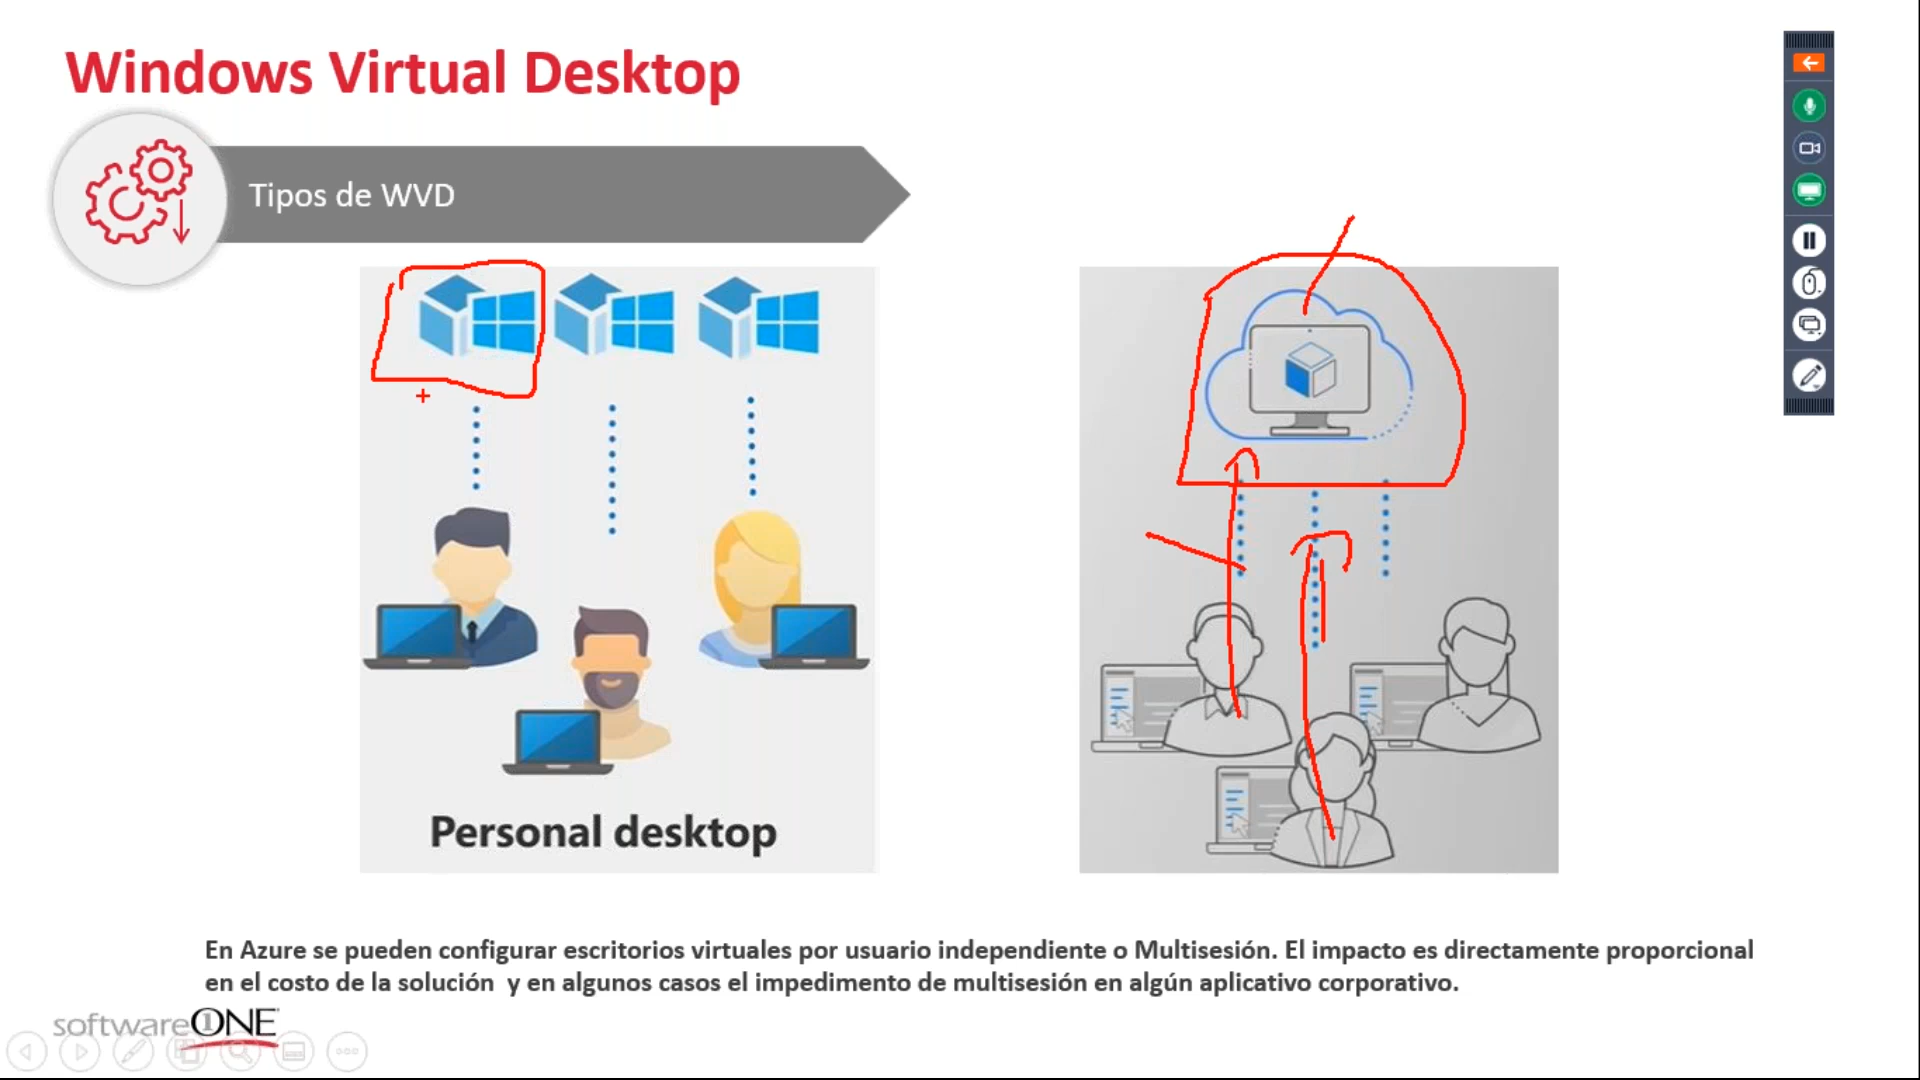 Windows Virtual Desktop
Tipos de WVD
Personal desktop
En Azure se pueden configurar escritorios virtuales por usuario independiente o Multisesión. El impacto es directamente proporcional
en el costo de la solución y en algunos casos el impedimento de multisesión en algún aplicativo corporativo.
softwareONE